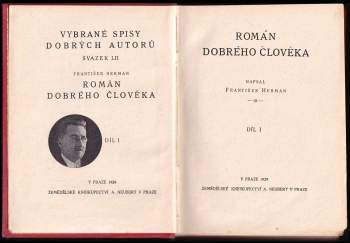 VYBRANÉ SPISY
DOBRÝCH AUTORŮ
SVAZEK LII
FRANTIŠEK HERMAN
ROMÁN
DOBRÉHO ČLOVĚKA
DÍL I
V PRAZE 1929
ZEMĚDĚLSKÉ KNIHKUPECTVÍ A. NEUBERT V PRAZE
ROMÁN
DOBRÉHO ČLOVĚKA
NAPSAL
FRANTIŠEK HERMAN
DÍL I
V PRAZE 1929
ZEMĚDĚLSKÉ KNIHKUPECTVÍ A. NEUBERT V PRAZE